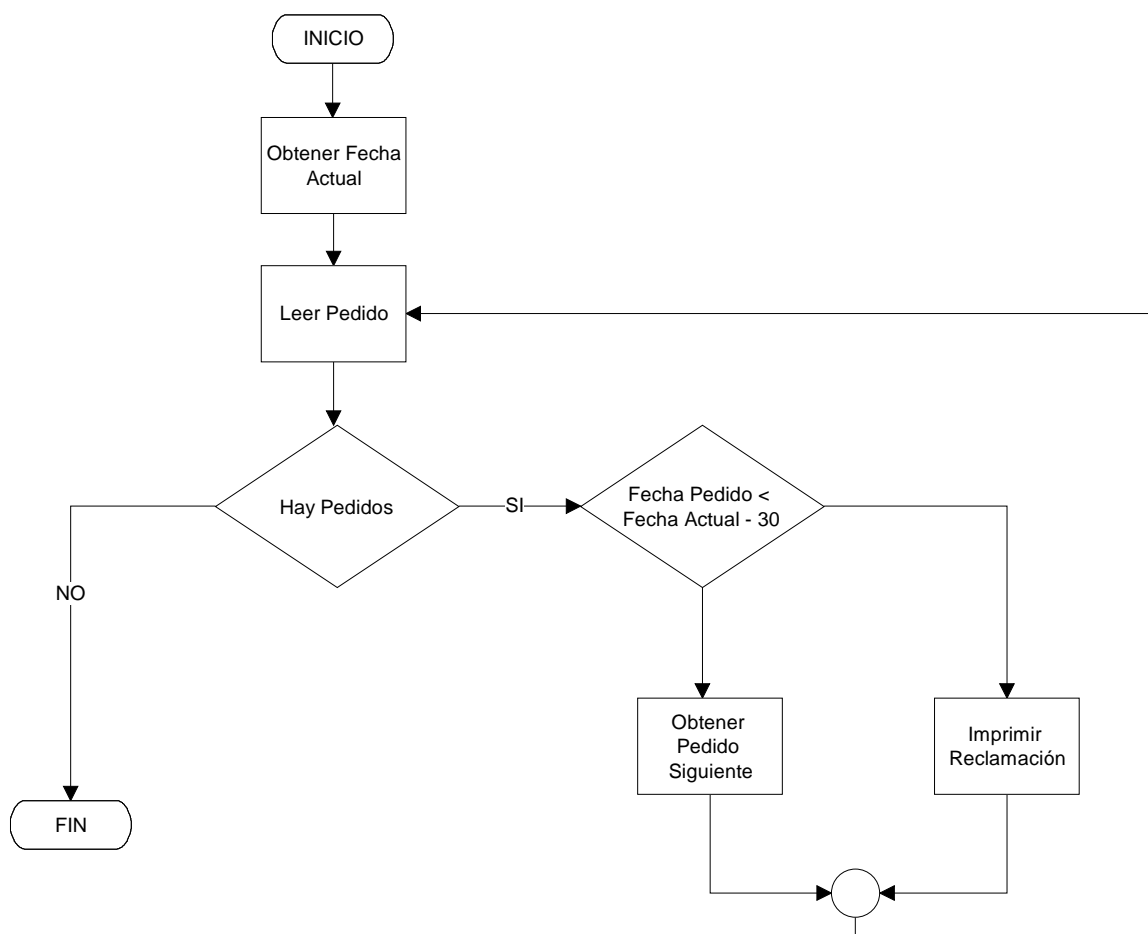 INICIO
Obtener Fecha
Actual
Leer Pedido
Hay Pedidos
SI
Fecha Pedido <
Fecha Actual - 30
NO
Obtener
Pedido
Siguiente
Imprimir
Reclamación
FIN